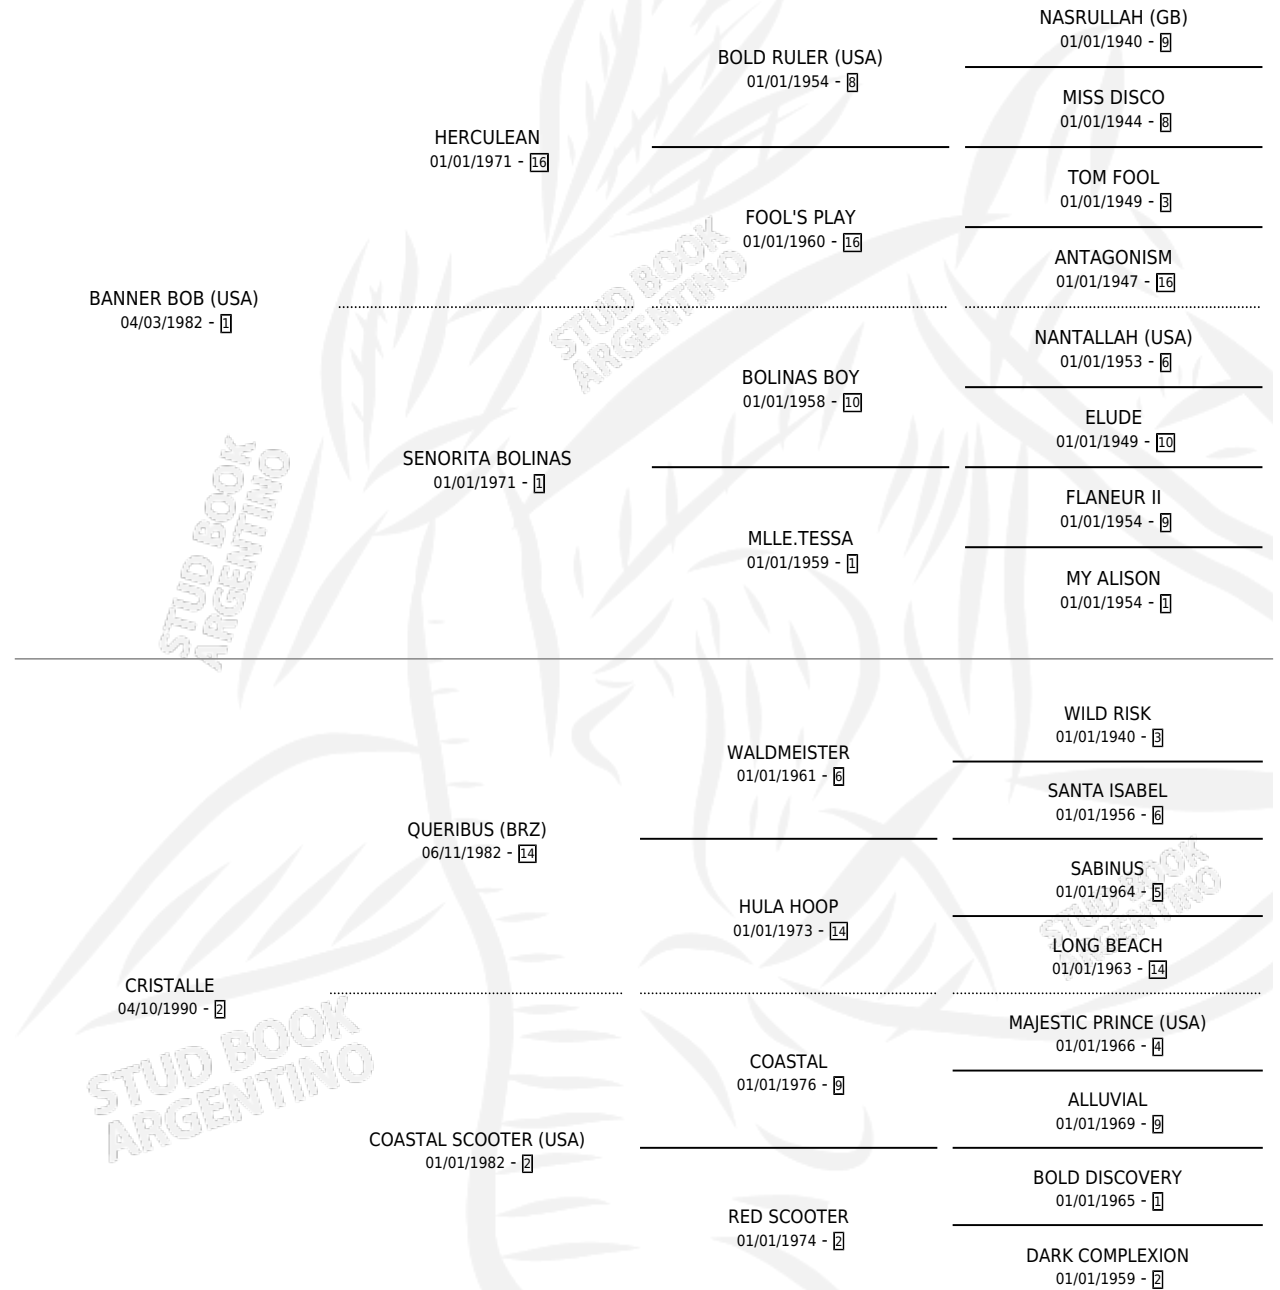 NASRULLAH (GB)
01/01/1940 - 9
BOLD RULER (USA)
01/01/1954 - 8
MISS DISCO
01/01/1944 - 8
HERCULEAN
01/01/1971 - 16
TOM FOOL
01/01/1949 - 3
FOOL'S PLAY
01/01/1960 - 16
ANTAGONISM
01/01/1947 - 16
BANNER BOB (USA)
04/03/1982 - 1
STUD BOOK
ARGENTINO
NANTALLAH (USA)
01/01/1953 - 6
BOLINAS BOY
01/01/1958 - 10
ELUDE
01/01/1949 - 10
SENORITA BOLINAS
01/01/1971 - 1
FLANEUR II
01/01/1954 - 9
MLLE.TESSA
01/01/1959 - 1
MY ALISON
01/01/1954 - 1
STUD BOOK
ARGENTINO
WILD RISK
01/01/1940 - 3
WALDMEISTER
01/01/1961 - 6
SANTA ISABEL
01/01/1956 - 6
QUERIBUS (BRZ)
06/11/1982 - 14
SABINUS
01/01/1964 - 5
HULA HOOP
01/01/1973 - 14
STUD BOOK
ARGENTINO
LONG BEACH
01/01/1963 - 14
CRISTALLE
04/10/1990 - 2
STUD BOOK
ARGENTINO
MAJESTIC PRINCE (USA)
01/01/1966 - 4
COASTAL
01/01/1976 - 9
ALLUVIAL
01/01/1969 - 9
COASTAL SCOOTER (USA)
01/01/1982 - 2
BOLD DISCOVERY
01/01/1965 - 1
RED SCOOTER
01/01/1974 - 2
DARK COMPLEXION
01/01/1959 - 2